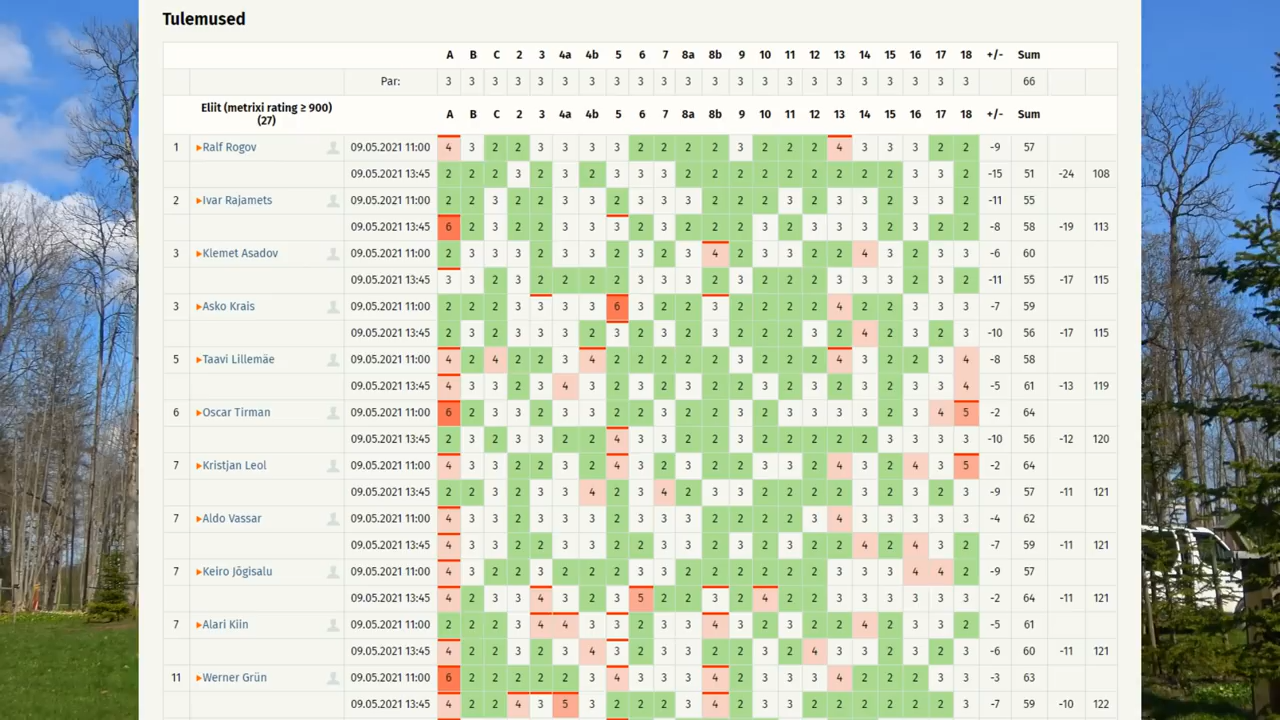 Tulemused
A B C 2 3 4a 4b 5 6 7 8a 8b 9 10 11 12 13 14 15 16 17 18 +/- Sum
Par: 3 3 3 3 3 3 3 3 3 3 3 3 3 3 3 3 3 3 3 3 3 3 66
Eliit (metrixi rating ≥ 900)
(27) A B C 2 3 4a 4b 5 6 7 8a 8b 9 10 11 12 13 14 15 16 17 18 +/- Sum
1 Ralf Rogov 09.05.2021 11:00 4 3 2 2 3 3 3 3 2 2 2 2 3 2 2 2 4 3 3 3 2 2 -9 57
09.05.2021 13:45 2 2 2 3 2 3 2 3 3 3 2 2 2 2 2 2 2 2 2 3 3 2 -15 51 -24 108
2 Ivar Rajamets 09.05.2021 11:00 2 2 3 2 2 3 3 2 3 3 3 2 2 2 3 2 3 2 2 3 3 2 -11 55
09.05.2021 13:45 6 2 3 2 2 3 3 3 2 3 2 2 2 3 2 3 3 3 2 3 2 2 -8 58 -19 113
3 Klemet Asadov 09.05.2021 11:00 2 3 3 3 2 3 3 2 3 2 3 4 2 3 3 2 2 4 3 2 3 3 -6 60
09.05.2021 13:45 3 3 2 3 2 2 2 2 3 3 3 2 3 2 2 3 3 3 3 2 3 2 -11 55 -17 115
3 Asko Krais 09.05.2021 11:00 2 2 2 3 3 3 3 6 3 2 2 3 2 2 2 2 4 2 2 3 3 3 -7 59
09.05.2021 13:45 2 3 2 3 3 3 2 3 2 3 2 3 2 2 2 3 2 4 2 3 2 3 -10 56 -17 115
5 Taavi Lillemäe 09.05.2021 11:00 4 2 4 2 2 3 4 2 2 2 2 2 3 2 2 2 4 3 2 2 3 4 -8 58
09.05.2021 13:45 4 3 3 2 3 4 3 2 3 2 3 2 2 3 2 3 2 3 2 3 3 4 -5 61 -13 119
6 Oscar Tirman 09.05.2021 11:00 6 2 3 3 2 3 3 2 2 3 2 2 3 2 3 3 3 3 2 3 4 5 -2 64
09.05.2021 13:45 2 3 2 3 3 2 2 4 3 3 2 2 3 2 2 2 2 2 3 3 3 3 -10 56 -12 120
7 Kristjan Leol 09.05.2021 11:00 4 3 3 2 2 3 2 4 3 2 3 2 2 3 3 2 4 3 2 4 3 5 -2 64
09.05.2021 13:45 2 2 3 2 3 3 4 2 3 4 2 3 3 2 2 2 2 3 2 3 2 3 -9 57 -11 121
7 Aldo Vassar 09.05.2021 11:00 4 3 3 2 3 3 3 2 3 3 3 2 2 2 2 3 4 3 3 3 3 3 -4 62
09.05.2021 13:45 4 3 3 2 2 3 2 2 2 3 3 2 3 2 2 2 2 4 2 4 3 2 -7 59 -11 121
7 Keiro Jõgisalu 09.05.2021 11:00 4 3 2 2 3 2 2 2 3 3 2 2 2 2 2 2 3 3 3 4 4 2 -9 57
09.05.2021 13:45 4 2 3 3 4 3 2 3 5 2 2 3 2 4 2 2 3 3 3 3 3 3 -2 64 -11 121
7 Alari Kiin 09.05.2021 11:00 2 2 2 3 4 4 3 3 2 3 3 4 3 2 3 2 2 4 2 3 3 2 -5 61
09.05.2021 13:45 4 2 2 3 2 3 4 3 2 3 3 2 2 3 2 4 3 2 3 2 2 3 -6 60 -11 121
11 Werner Grün 09.05.2021 11:00 6 2 2 2 2 2 3 4 3 3 3 4 2 3 3 3 4 2 2 2 3 3 -3 63
09.05.2021 13:45 4 2 2 4 3 5 3 2 2 2 3 4 2 3 3 2 2 2 2 2 2 3 -7 59 -10 122